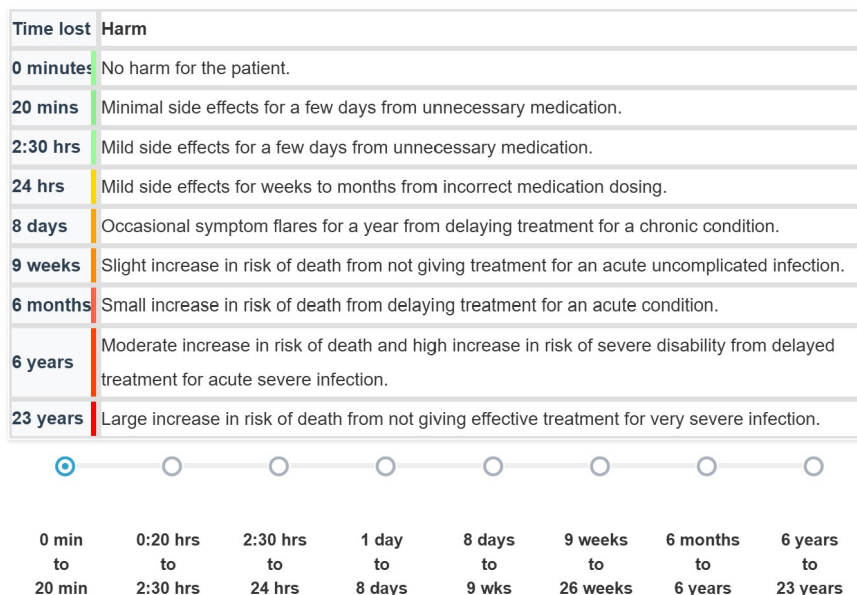 Time lost Harm
0 minutes No harm for the patient.
20 mins Minimal side effects for a few days from unnecessary medication.
2:30 hrs Mild side effects for a few days from unnecessary medication.
24 hrs Mild side effects for weeks to months from incorrect medication dosing.
8 days Occasional symptom flares for a year from delaying treatment for a chronic condition.
9 weeks Slight increase in risk of death from not giving treatment for an acute uncomplicated infection.
6 months Small increase in risk of death from delaying treatment for an acute condition.
6 years Moderate increase in risk of death and high increase in risk of severe disability from delayed
treatment for acute severe infection.
23 years Large increase in risk of death from not giving effective treatment for very severe infection.
0 min 0:20 hrs 2:30 hrs 1 day 8 days 9 weeks 6 months 6 years
to to to to to to to to
20 min 2:30 hrs 24 hrs 8 days 9 wks 26 weeks 6 years 23 years